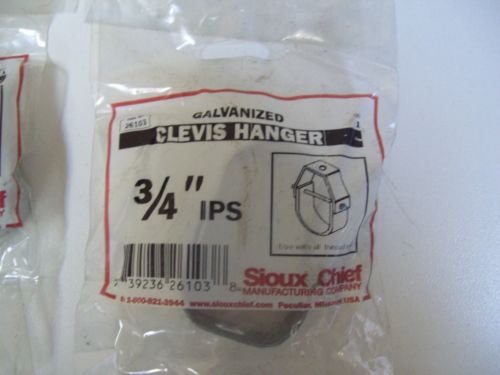 26103
GALVANIZED
CLEVIS HANGER
3/4" IPS
39236 26103 8
Sioux Chief
MANUFACTURING COMPANY
1-800-821-3944 www.siouxchief.com Peculiar, Missouri USA